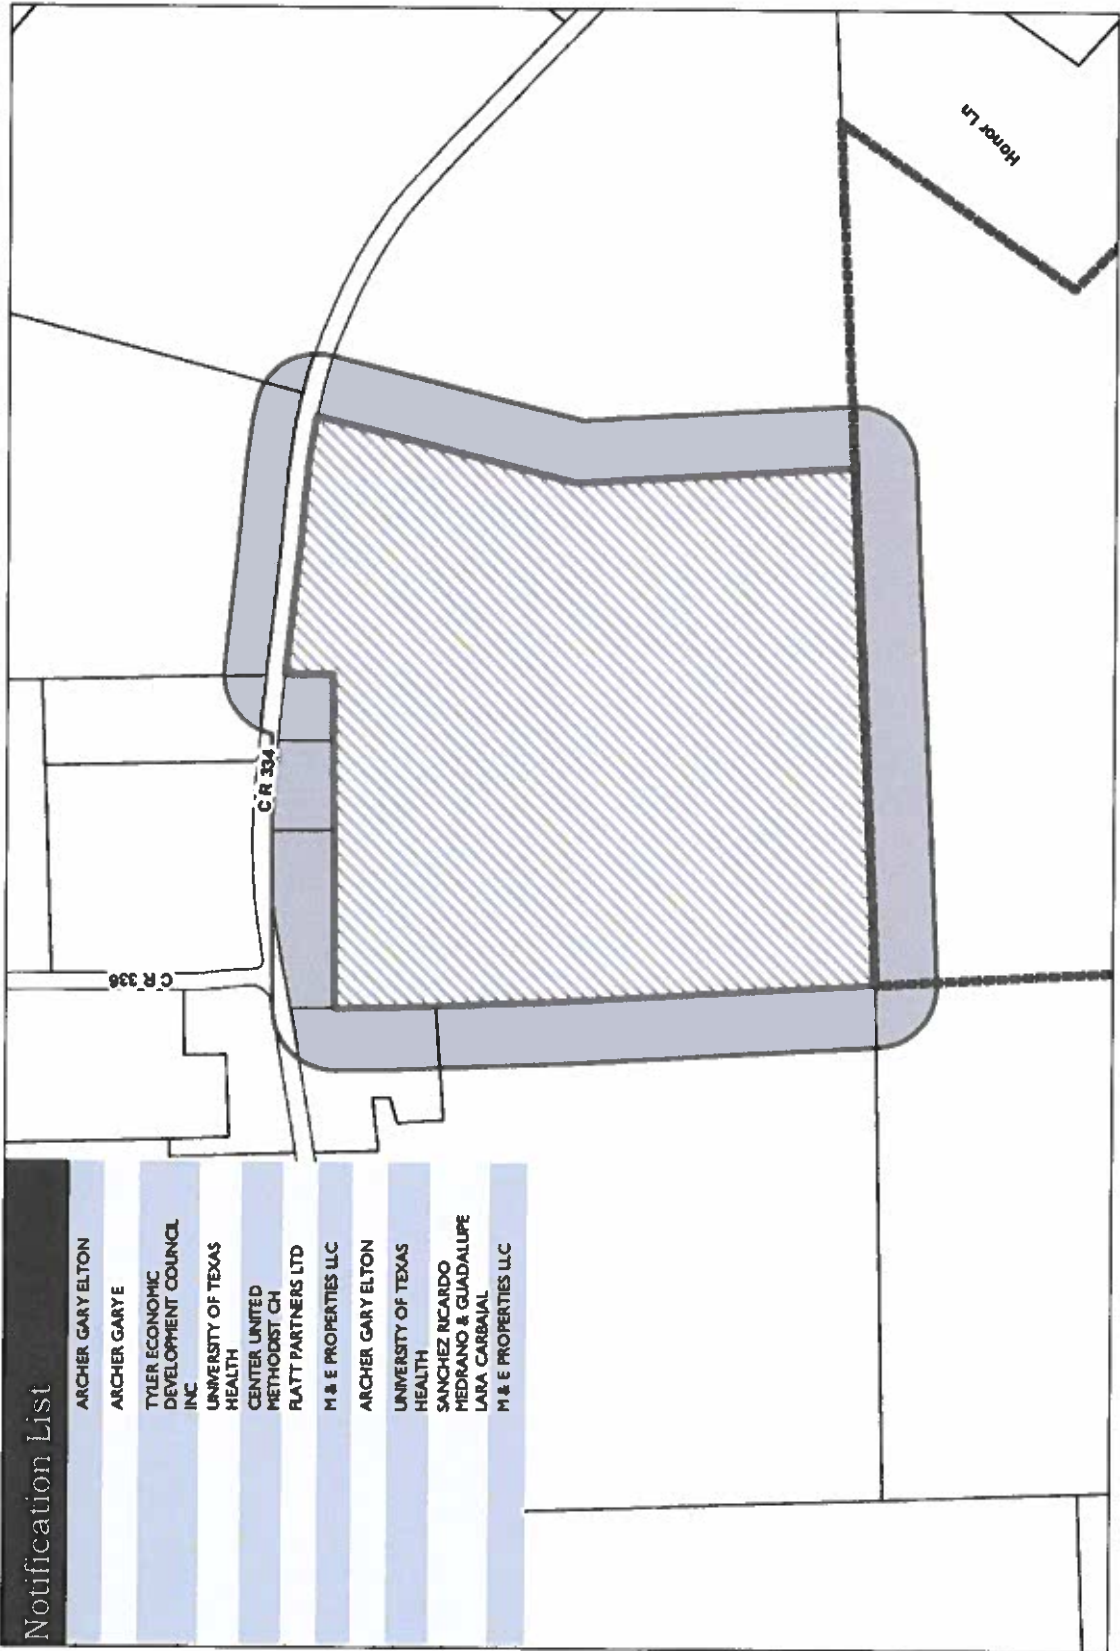 Notification List
ARCHER GARY ELTON
ARCHER GARY E
TYLER ECONOMIC
DEVELOPMENT COUNCIL
INC
UNIVERSITY OF TEXAS
HEALTH
CENTER UNITED
METHODIST CH
PLATT PARTNERS LTD
M & E PROPERTIES LLC
ARCHER GARY ELTON
UNIVERSITY OF TEXAS
HEALTH
SANCHEZ RICARDO
MEDRANO & GUADALUPE
LARA CARBAJAL
M & E PROPERTIES LLC
C R 336
C R 334
Honor Ln